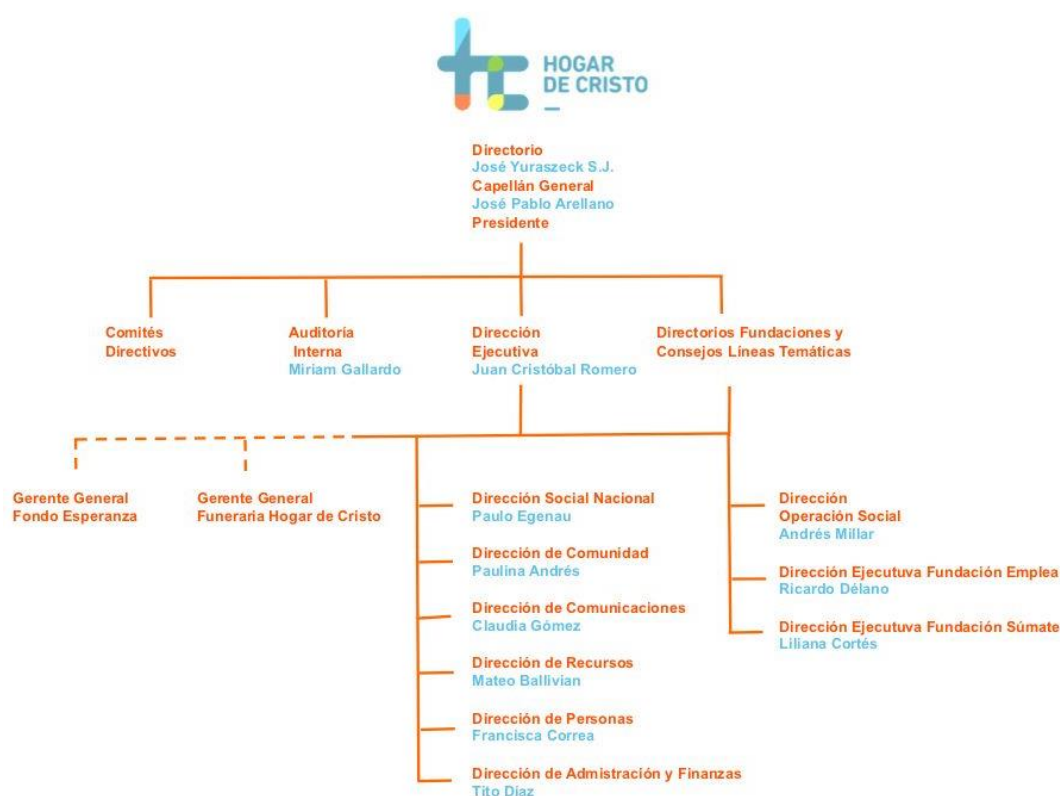 HOGAR
DE CRISTO
Directorio
José Yuraszeck S.J.
Capellán General
José Pablo Arellano
Presidente
Comités
Directivos
Auditoría
Interna
Miriam Gallardo
Dirección
Ejecutiva
Juan Cristóbal Romero
Directorios Fundaciones y
Consejos Líneas Temáticas
Gerente General
Fondo Esperanza
Gerente General
Funeraria Hogar de Cristo
Dirección Social Nacional
Paulo Egenau
Dirección de Comunidad
Paulina Andrés
Dirección de Comunicaciones
Claudia Gómez
Dirección de Recursos
Mateo Ballivian
Dirección de Personas
Francisca Correa
Dirección de Admistración y Finanzas
Tito Díaz
Dirección
Operación Social
Andrés Millar
Dirección Ejecutuva Fundación Emplea
Ricardo Délano
Dirección Ejecutuva Fundación Súmate
Liliana Cortés